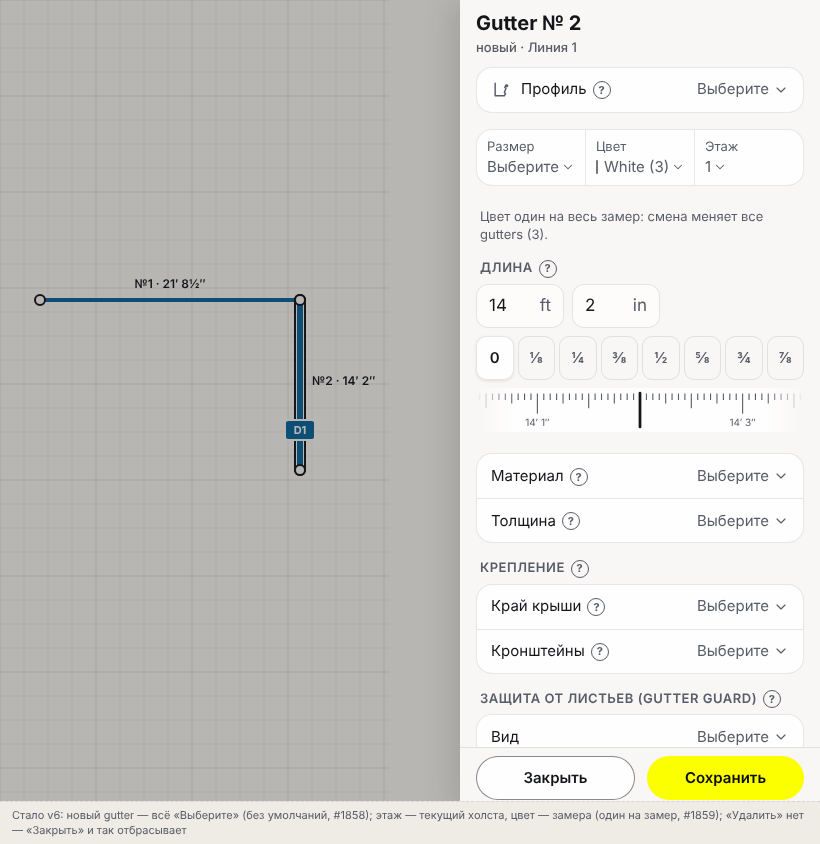 Gutter № 2
новый · Линия 1
Профиль ? Выберите
Размер Цвет Этаж
Выберите White (3) 1
Цвет один на весь замер: смена меняет все
gutters (3).
ДЛИНА ?
14 ft 2 in
0 ⅛ ¼ ⅜ ½ ⅝ ¾ ⅞
14′ 1″ 14′ 3″
Материал ? Выберите
Толщина ? Выберите
КРЕПЛЕНИЕ ?
Край крыши ? Выберите
Кронштейны ? Выберите
ЗАЩИТА ОТ ЛИСТЬЕВ (GUTTER GUARD) ?
Вид Выберите
Закрыть Сохранить
№1 · 21′ 8½″
№2 · 14′ 2″
D1
Стало v6: новый gutter — всё «Выберите» (без умолчаний, #1858); этаж — текущий холста, цвет — замера (один на замер, #1859); «Удалить» нет
— «Закрыть» и так отбрасывает